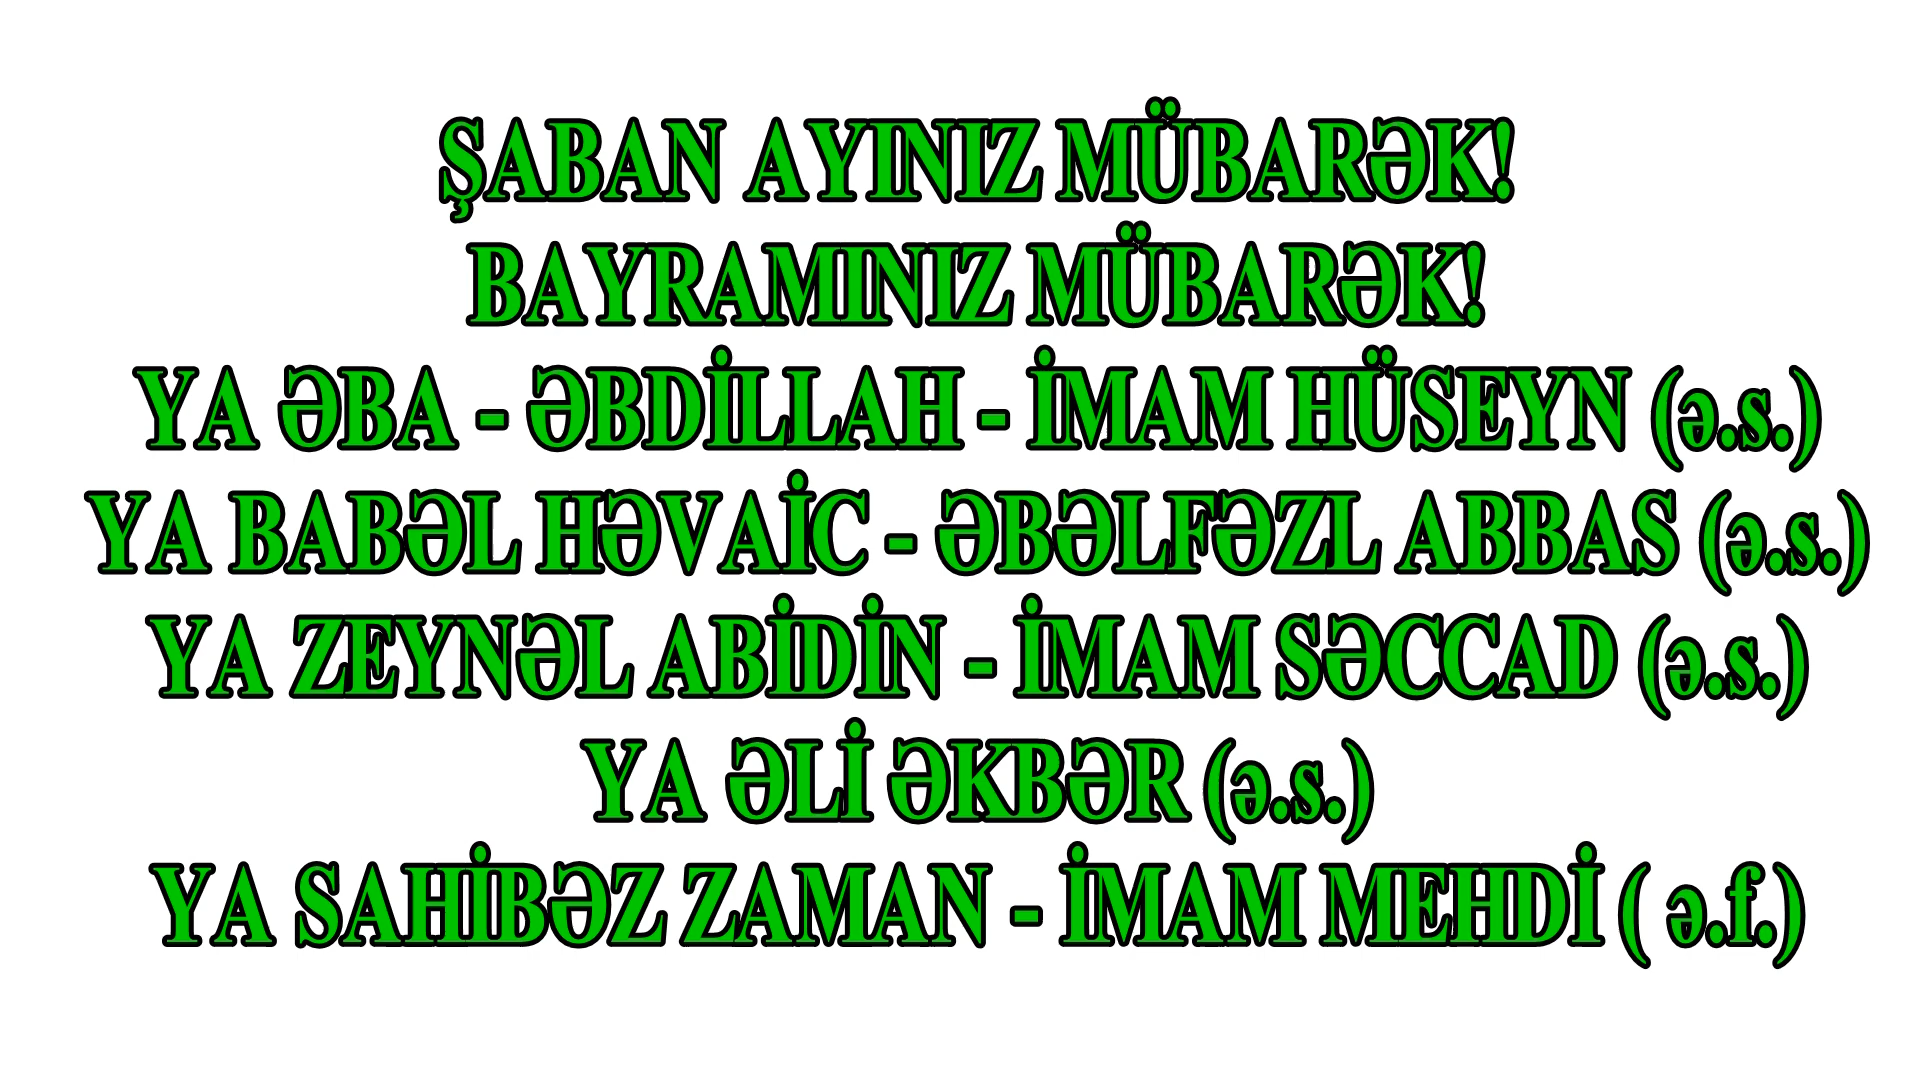 ŞABAN AYINIZ MÜBARƏK!
BAYRAMINIZ MÜBARƏK!
YA ƏBA - ƏBDİLLAH - İMAM HÜSEYN (ə.s.)
YA BABƏL HƏVAİC - ƏBƏLFƏZL ABBAS (ə.s.)
YA ZEYNƏL ABİDİN - İMAM SƏCCAD (ə.s.)
YA ƏLİ ƏKBƏR (ə.s.)
YA SAHİBƏZ ZAMAN - İMAM MEHDİ ( ə.f.)